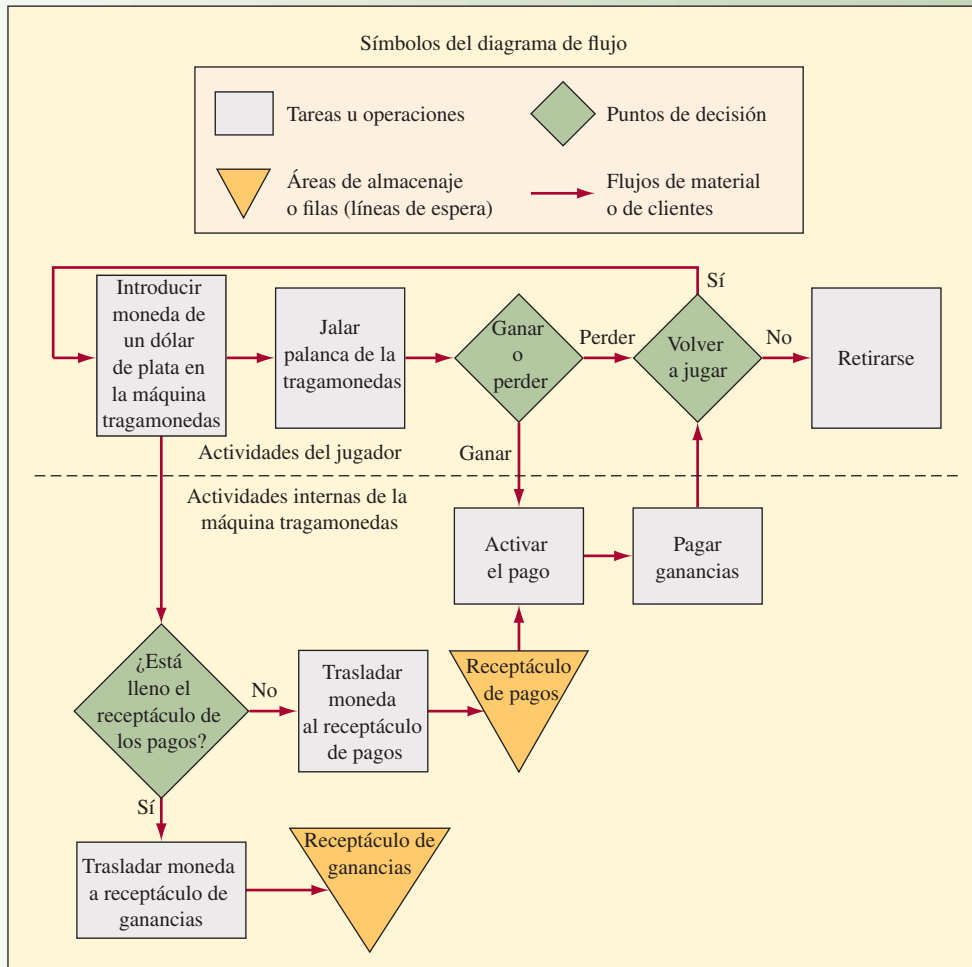 Símbolos del diagrama de flujo
Tareas u operaciones
Puntos de decisión
Áreas de almacenaje
o filas (líneas de espera)
Flujos de material
o de clientes
Sí
Introducir
moneda de
un dólar
de plata en
la máquina
tragamonedas
Jalar
palanca de la
tragamonedas
Ganar
o
perder
Perder
Volver
a jugar
No
Retirarse
Ganar
Actividades del jugador
Actividades internas de la
máquina tragamonedas
Activar
el pago
Pagar
ganancias
¿Está
lleno el
receptáculo de
los pagos?
No
Trasladar
moneda
al receptáculo
de pagos
Receptáculo
de pagos
Sí
Trasladar moneda
a receptáculo de
ganancias
Receptáculo de
ganancias